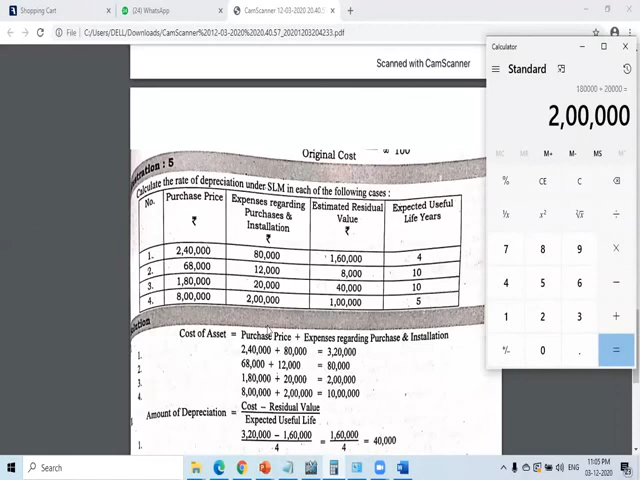 Shopping Cart
(24) WhatsApp
CamScanner 12-03-2020 20.40.5
File
C:/Users/DELL/Downloads/CamScanner%2012-03-2020%2020.40.57_20201203204233.pdf
Scanned with CamScanner
Original Cost
100
stration : 5
Calculate the rate of depreciation under SLM in each of the following cases :
No. Purchase Price ₹ Expenses regarding Purchases & Installation ₹ Estimated Residual Value ₹ Expected Useful Life Years
1. 2,40,000 80,000 1,60,000 4
2. 68,000 12,000 8,000 10
3. 1,80,000 20,000 40,000 10
4. 8,00,000 2,00,000 1,00,000 5
lution
Cost of Asset = Purchase Price + Expenses regarding Purchase & Installation
1. 2,40,000 + 80,000 = 3,20,000
2. 68,000 + 12,000 = 80,000
3. 1,80,000 + 20,000 = 2,00,000
4. 8,00,000 + 2,00,000 = 10,00,000
Amount of Depreciation = Cost – Residual Value
Expected Useful Life
1. 3,20,000 – 1,60,000 = 1,60,000 = 40,000
4 4
Calculator
Standard
180000 + 20000 =
2,00,000
MC MR M+ M- MS M
% CE C
¹/x x² ²√x ÷
7 8 9 ×
4 5 6 −
1 2 3 +
+/- 0 . =
Search
11:05 PM
03-12-2020
23